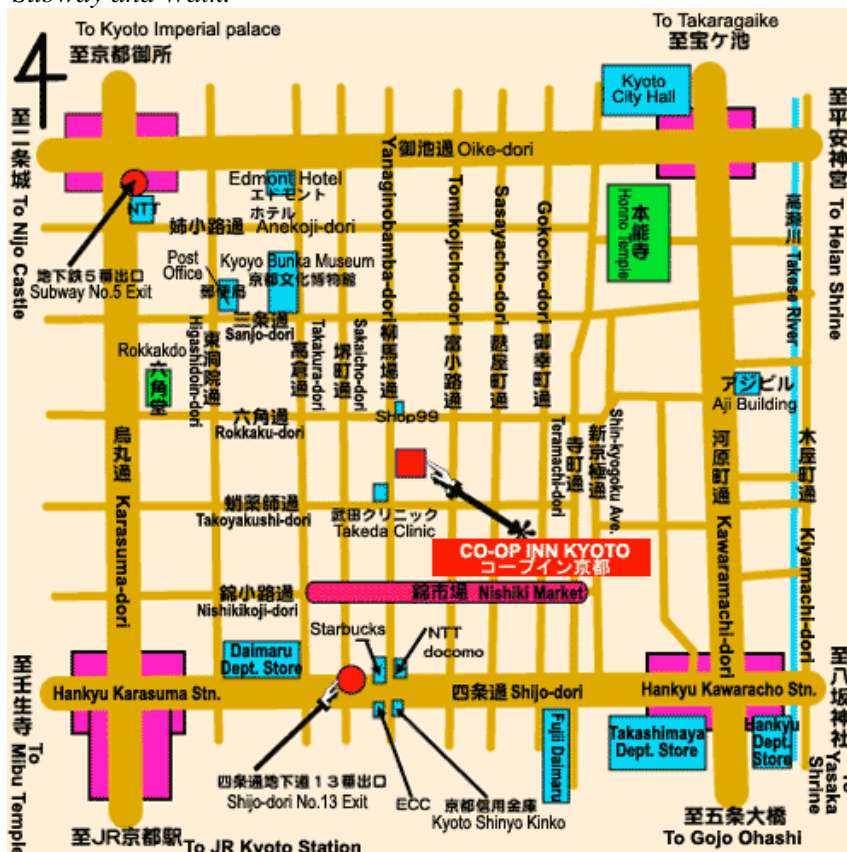 Subway and Walk.
To Kyoto Imperial palace
至京都御所
To Takaragaike
至宝ケ池
Kyoto
City Hall
至二条城 To Nijo Castle
To Heian Shrine
御池通 Oike-dori
NTT
Edmont Hotel
エドモント
ホテル
姉小路通 Anekoji-dori
本能寺
Honno Temple
Takese River
地下鉄5番出口
Subway No.5 Exit
Post
Office
郵便局
Kyoyo Bunka Museum
京都文化博物館
三条通
Sanjo-dori
Rokkakdo
六角堂
東洞院通
Higashidoin-dori
高倉通
Takakura-dori
堺町通
Sakaicho-dori
Yanaginobamba-dori 柳馬場通
Tomikojicho-dori 富小路通
Sasayacho-dori 麩屋町通
Gokocho-dori 御幸町通
Teramachi-dori
寺町通
新京極通
Shin-kyogoku Ave.
アジビル
Aji Building
Shop99
六角通
Rokkaku-dori
烏丸通 Karasuma-dori
河原町通 Kawaramachi-dori
木屋町通 Kiyamachi-dori
蛸薬師通
Takoyakushi-dori
武田クリニック
Takeda Clinic
CO-OP INN KYOTO
コープイン京都
錦小路通
Nishikikoji-dori
錦市場 Nishiki Market
Starbucks
NTT
docomo
Daimaru
Dept. Store
Hankyu Karasuma Stn.
四条通 Shijo-dori
Hankyu Kawaracho Stn.
至壬生寺 To Mibu Temple
至八坂神社
To Yasaka Shrine
Fujii Daimaru
Takashimaya
Dept. Store
Hankyu
Dept.
Store
四条通地下道13番出口
Shijo-dori No.13 Exit
ECC
京都信用金庫
Kyoto Shinyo Kinko
至JR京都駅
To JR Kyoto Station
至五条大橋
To Gojo Ohashi